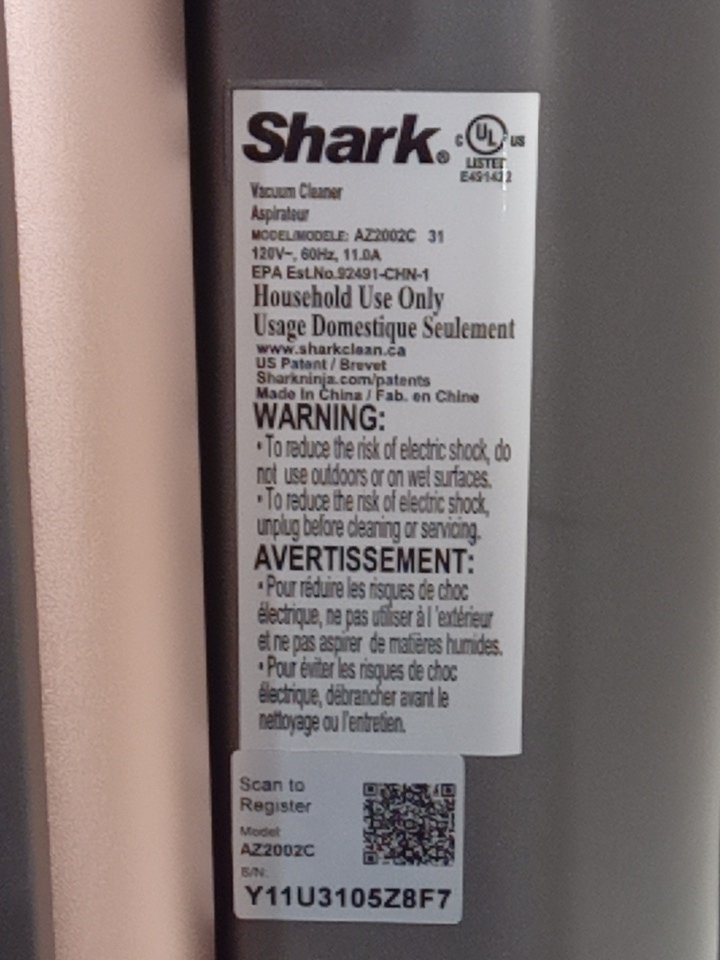 Shark®
C UL US
LISTED
E491422
Vacuum Cleaner
Aspirateur
MODEL/MODELE: AZ2002C 31
120V~, 60Hz, 11.0A
EPA Est.No.92491-CHN-1
Household Use Only
Usage Domestique Seulement
www.sharkclean.ca
US Patent / Brevet
Sharkninja.com/patents
Made In China / Fab. en Chine
WARNING:
• To reduce the risk of electric shock, do
not use outdoors or on wet surfaces.
• To reduce the risk of electric shock,
unplug before cleaning or servicing.
AVERTISSEMENT:
• Pour réduire les risques de choc
électrique, ne pas utiliser à l 'extérieur
et ne pas aspirer de matières humides.
• Pour éviter les risques de choc
électrique, débrancher avant le
nettoyage ou l'entretien.
Scan to
Register
Model:
AZ2002C
S/N:
Y11U3105Z8F7